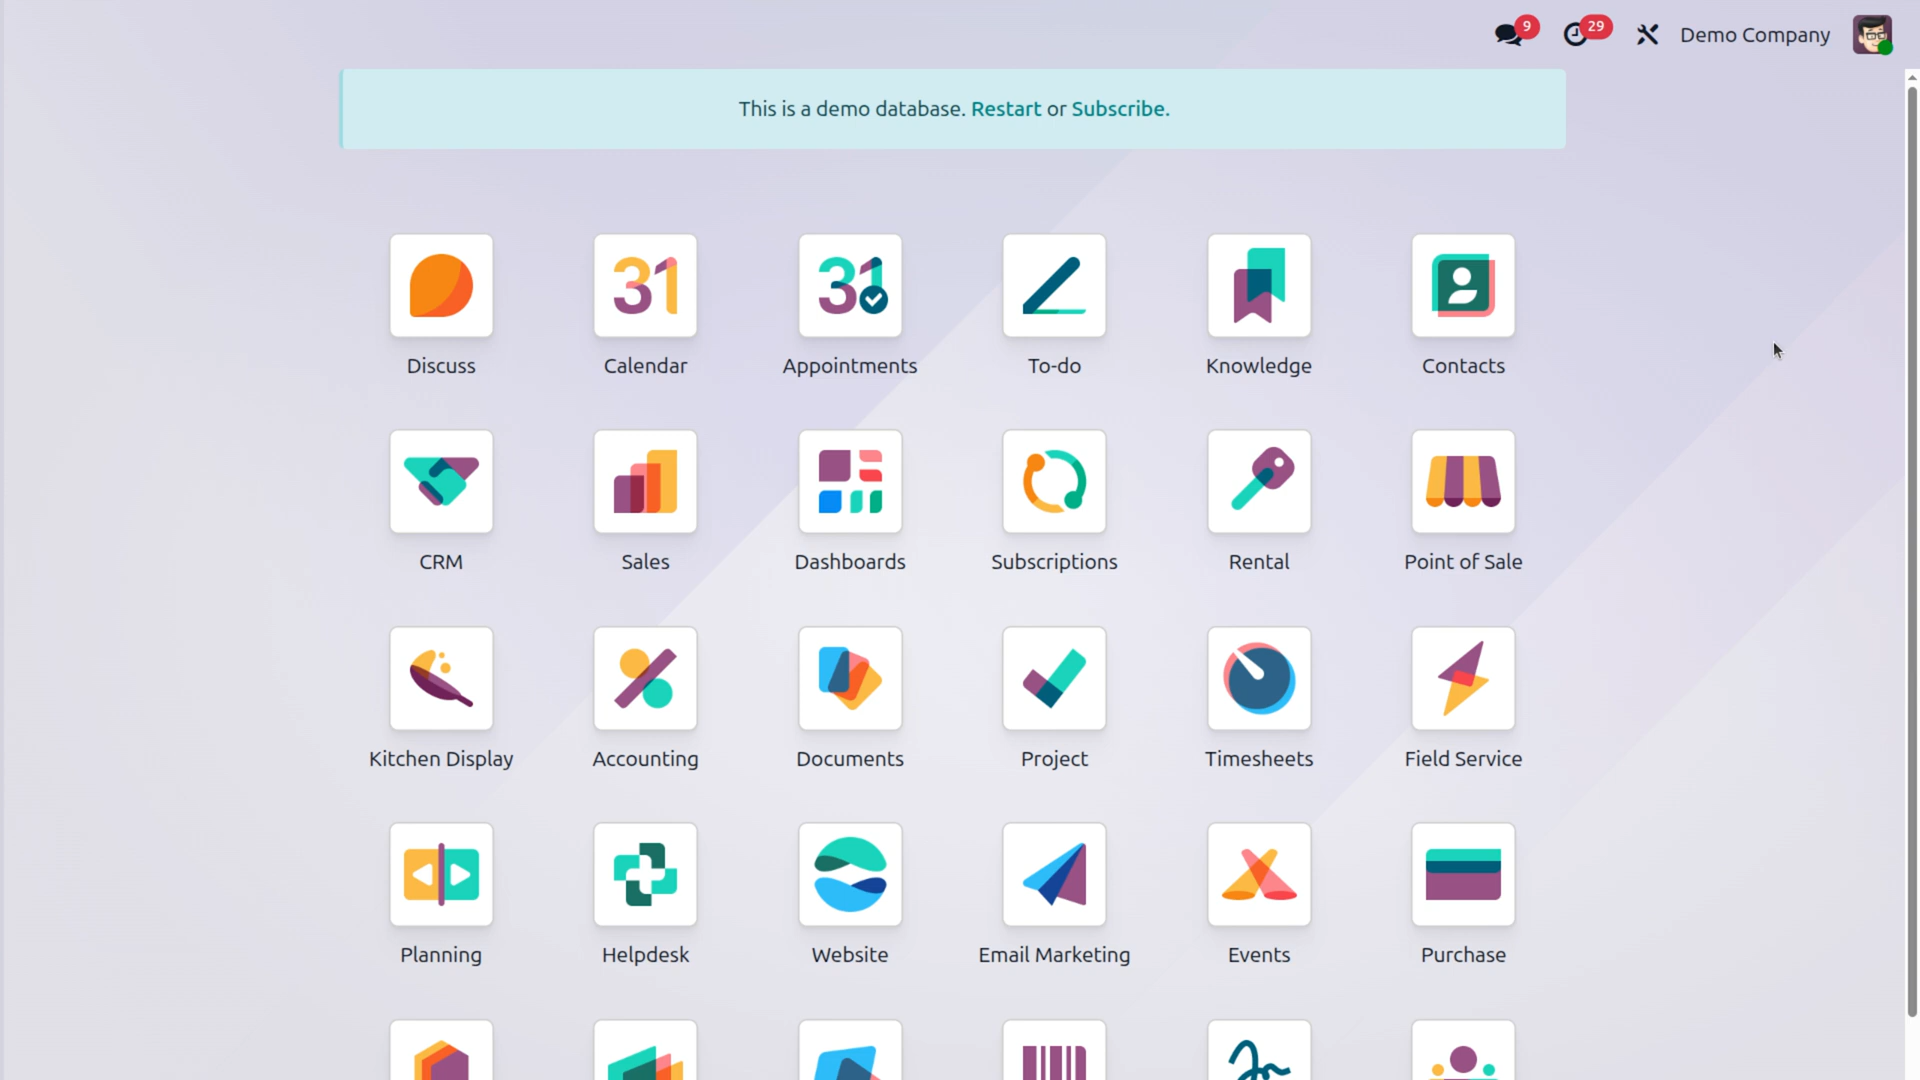 9
29
Demo Company
This is a demo database. Restart or Subscribe.
31
31
Discuss
Calendar
Appointments
To-do
Knowledge
Contacts
CRM
Sales
Dashboards
Subscriptions
Rental
Point of Sale
Kitchen Display
Accounting
Documents
Project
Timesheets
Field Service
Planning
Helpdesk
Website
Email Marketing
Events
Purchase